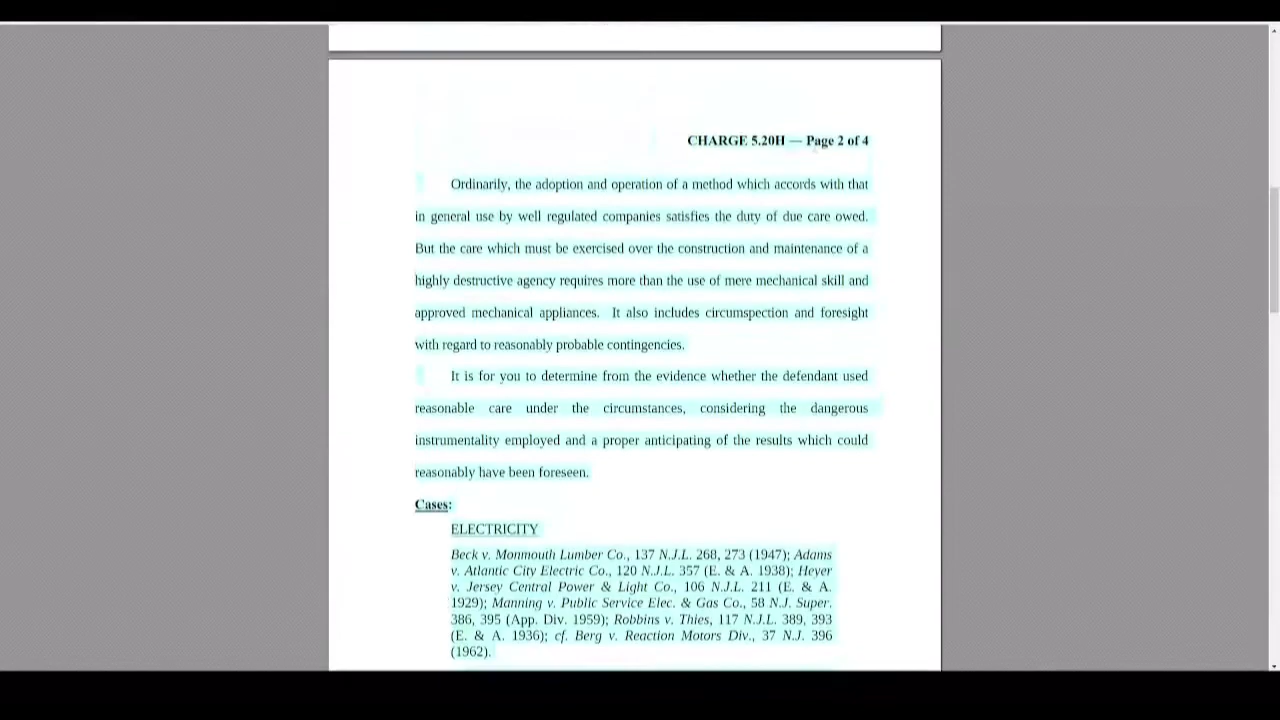 CHARGE 5.20H — Page 2 of 4
Ordinarily, the adoption and operation of a method which accords with that
in general use by well regulated companies satisfies the duty of due care owed.
But the care which must be exercised over the construction and maintenance of a
highly destructive agency requires more than the use of mere mechanical skill and
approved mechanical appliances. It also includes circumspection and foresight
with regard to reasonably probable contingencies.
It is for you to determine from the evidence whether the defendant used
reasonable care under the circumstances, considering the dangerous
instrumentality employed and a proper anticipating of the results which could
reasonably have been foreseen.
Cases:
ELECTRICITY
Beck v. Monmouth Lumber Co., 137 N.J.L. 268, 273 (1947); Adams
v. Atlantic City Electric Co., 120 N.J.L. 357 (E. & A. 1938); Heyer
v. Jersey Central Power & Light Co., 106 N.J.L. 211 (E. & A.
1929); Manning v. Public Service Elec. & Gas Co., 58 N.J. Super.
386, 395 (App. Div. 1959); Robbins v. Thies, 117 N.J.L. 389, 393
(E. & A. 1936); cf. Berg v. Reaction Motors Div., 37 N.J. 396
(1962).